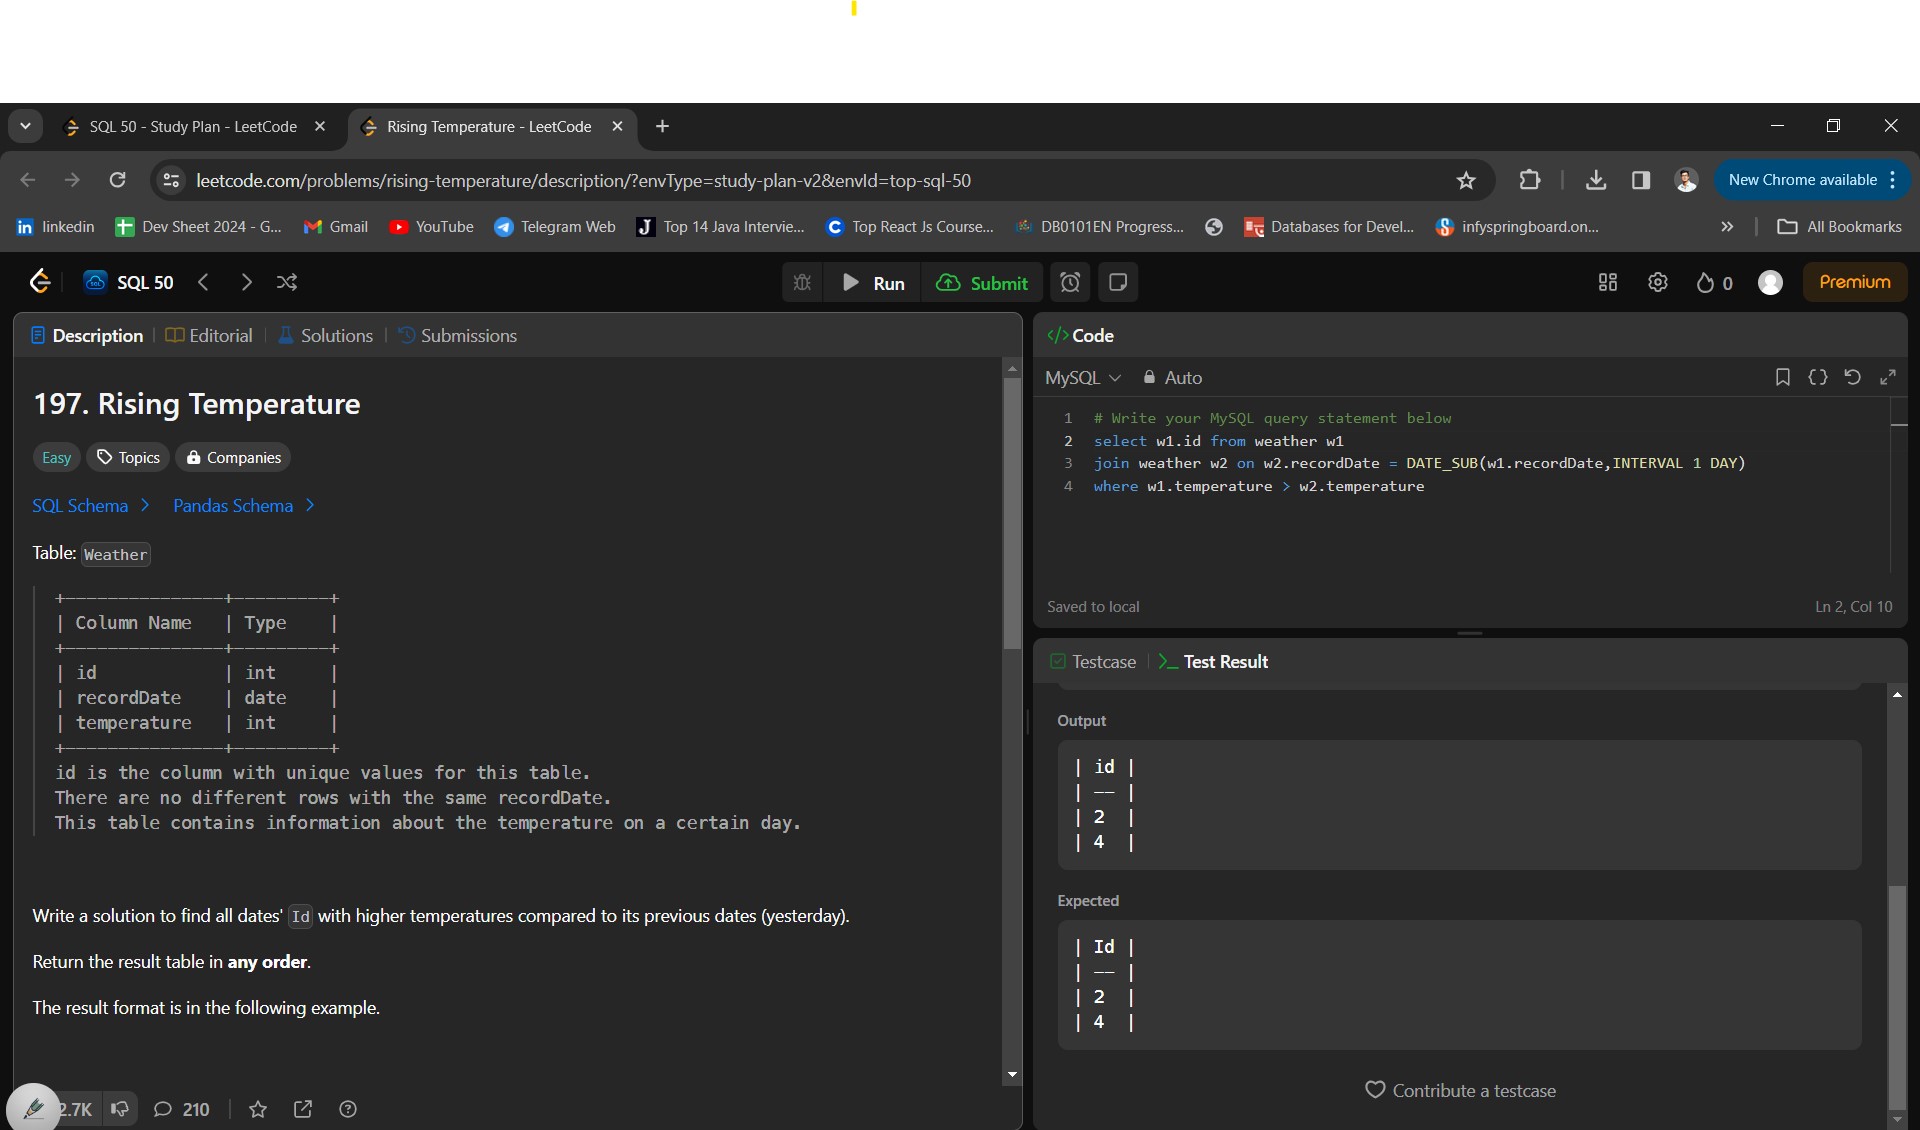 SQL 50 - Study Plan - LeetCode
Rising Temperature - LeetCode
leetcode.com/problems/rising-temperature/description/?envType=study-plan-v2&envId=top-sql-50
New Chrome available
linkedin
Dev Sheet 2024 - G...
Gmail
YouTube
Telegram Web
Top 14 Java Intervie...
Top React Js Course...
DB0101EN Progress...
Databases for Devel...
infyspringboard.on...
All Bookmarks
SQL 50
Run
Submit
0
Premium
Description
Editorial
Solutions
Submissions
197. Rising Temperature
Easy
Topics
Companies
SQL Schema >
Pandas Schema >
Table: Weather
+---------------+---------+
| Column Name   | Type    |
+---------------+---------+
| id            | int     |
| recordDate    | date    |
| temperature   | int     |
+---------------+---------+
id is the column with unique values for this table.
There are no different rows with the same recordDate.
This table contains information about the temperature on a certain day.
Write a solution to find all dates' Id with higher temperatures compared to its previous dates (yesterday).
Return the result table in any order.
The result format is in the following example.
2.7K
210
</> Code
MySQL
Auto
1 # Write your MySQL query statement below
2 select w1.id from weather w1
3 join weather w2 on w2.recordDate = DATE_SUB(w1.recordDate,INTERVAL 1 DAY)
4 where w1.temperature > w2.temperature
Saved to local
Ln 2, Col 10
Testcase
>_ Test Result
Output
| id |
| -- |
| 2  |
| 4  |
Expected
| Id |
| -- |
| 2  |
| 4  |
Contribute a testcase